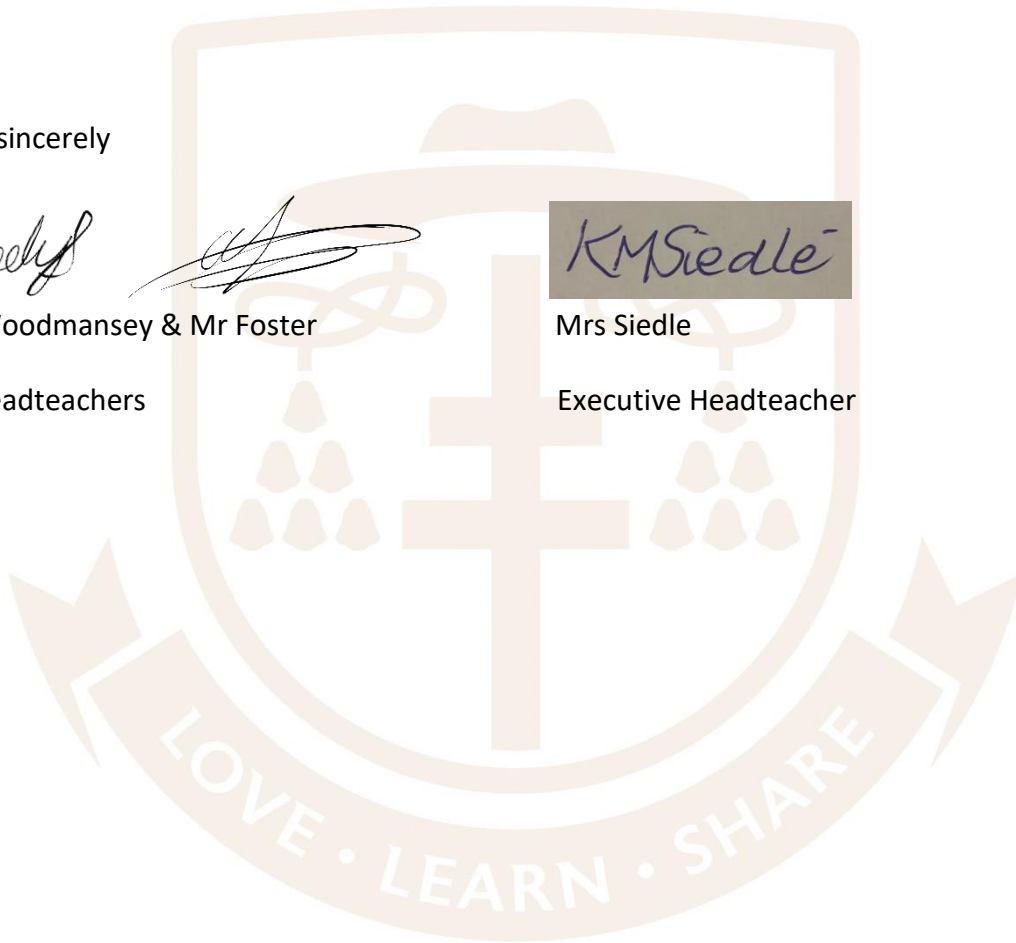 sincerely
KMSiedle
oodmansey & Mr Foster
Mrs Siedle
adteachers
Executive Headteacher
LOVE • LEARN • SHARE